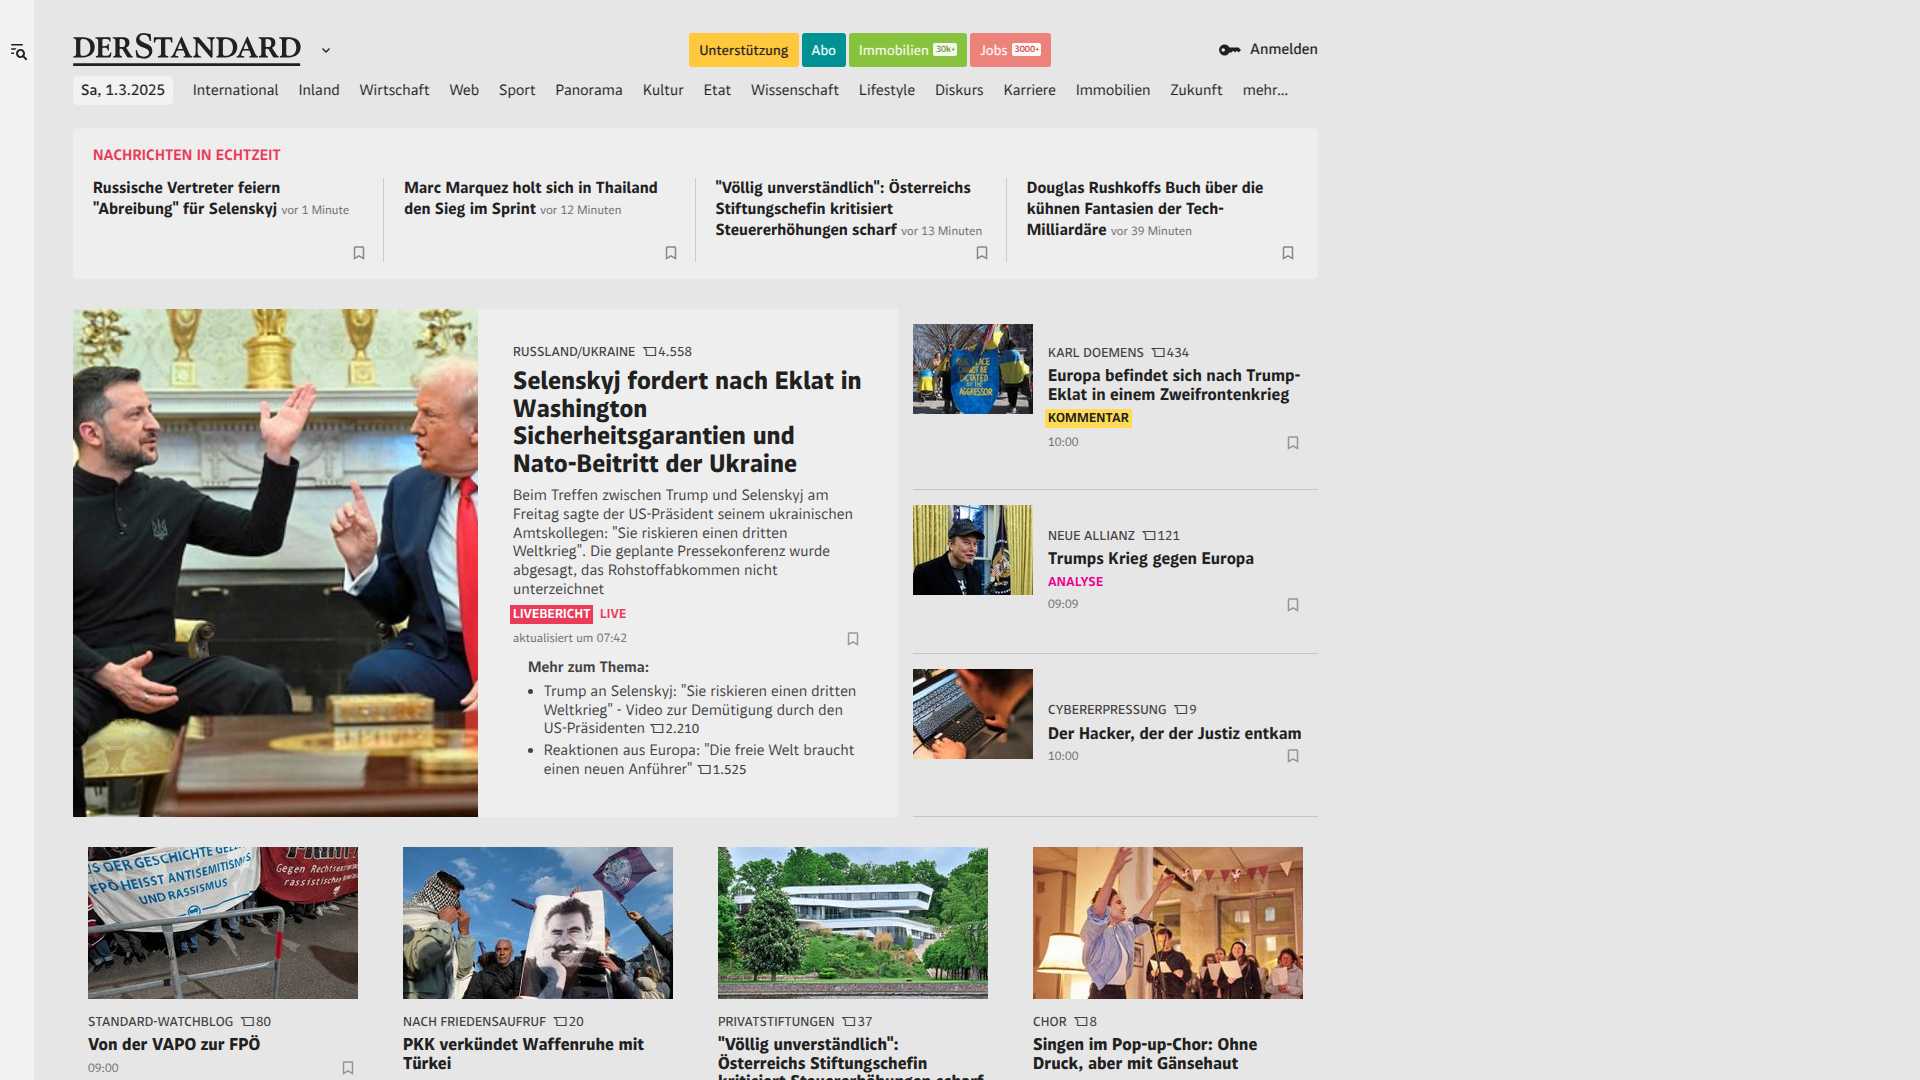 DERSTANDARD
Unterstützung
Abo
Immobilien 30k+
Jobs 3000+
Anmelden
Sa, 1.3.2025
International
Inland
Wirtschaft
Web
Sport
Panorama
Kultur
Etat
Wissenschaft
Lifestyle
Diskurs
Karriere
Immobilien
Zukunft
mehr...
NACHRICHTEN IN ECHTZEIT
Russische Vertreter feiern
"Abreibung" für Selenskyj vor 1 Minute
Marc Marquez holt sich in Thailand
den Sieg im Sprint vor 12 Minuten
"Völlig unverständlich": Österreichs
Stiftungschefin kritisiert
Steuererhöhungen scharf vor 13 Minuten
Douglas Rushkoffs Buch über die
kühnen Fantasien der Tech-
Milliardäre vor 39 Minuten
RUSSLAND/UKRAINE 4.558
Selenskyj fordert nach Eklat in
Washington
Sicherheitsgarantien und
Nato-Beitritt der Ukraine
Beim Treffen zwischen Trump und Selenskyj am
Freitag sagte der US-Präsident seinem ukrainischen
Amtskollegen: "Sie riskieren einen dritten
Weltkrieg". Die geplante Pressekonferenz wurde
abgesagt, das Rohstoffabkommen nicht
unterzeichnet
LIVEBERICHT LIVE
aktualisiert um 07:42
Mehr zum Thema:
• Trump an Selenskyj: "Sie riskieren einen dritten
Weltkrieg" - Video zur Demütigung durch den
US-Präsidenten 2.210
• Reaktionen aus Europa: "Die freie Welt braucht
einen neuen Anführer" 1.525
KARL DOEMENS 434
Europa befindet sich nach Trump-
Eklat in einem Zweifrontenkrieg
KOMMENTAR
10:00
NEUE ALLIANZ 121
Trumps Krieg gegen Europa
ANALYSE
09:09
CYBERERPRESSUNG 9
Der Hacker, der der Justiz entkam
10:00
DER GESCHICHTE
FPÖ HEISST ANTISEMITISMUS
UND RASSISMUS
Gegen
STANDARD-WATCHBLOG 80
Von der VAPO zur FPÖ
09:00
NACH FRIEDENSAUFRUF 20
PKK verkündet Waffenruhe mit
Türkei
PRIVATSTIFTUNGEN 37
"Völlig unverständlich":
Österreichs Stiftungschefin
kritisiert Steuererhöhungen scharf
CHOR 8
Singen im Pop-up-Chor: Ohne
Druck, aber mit Gänsehaut